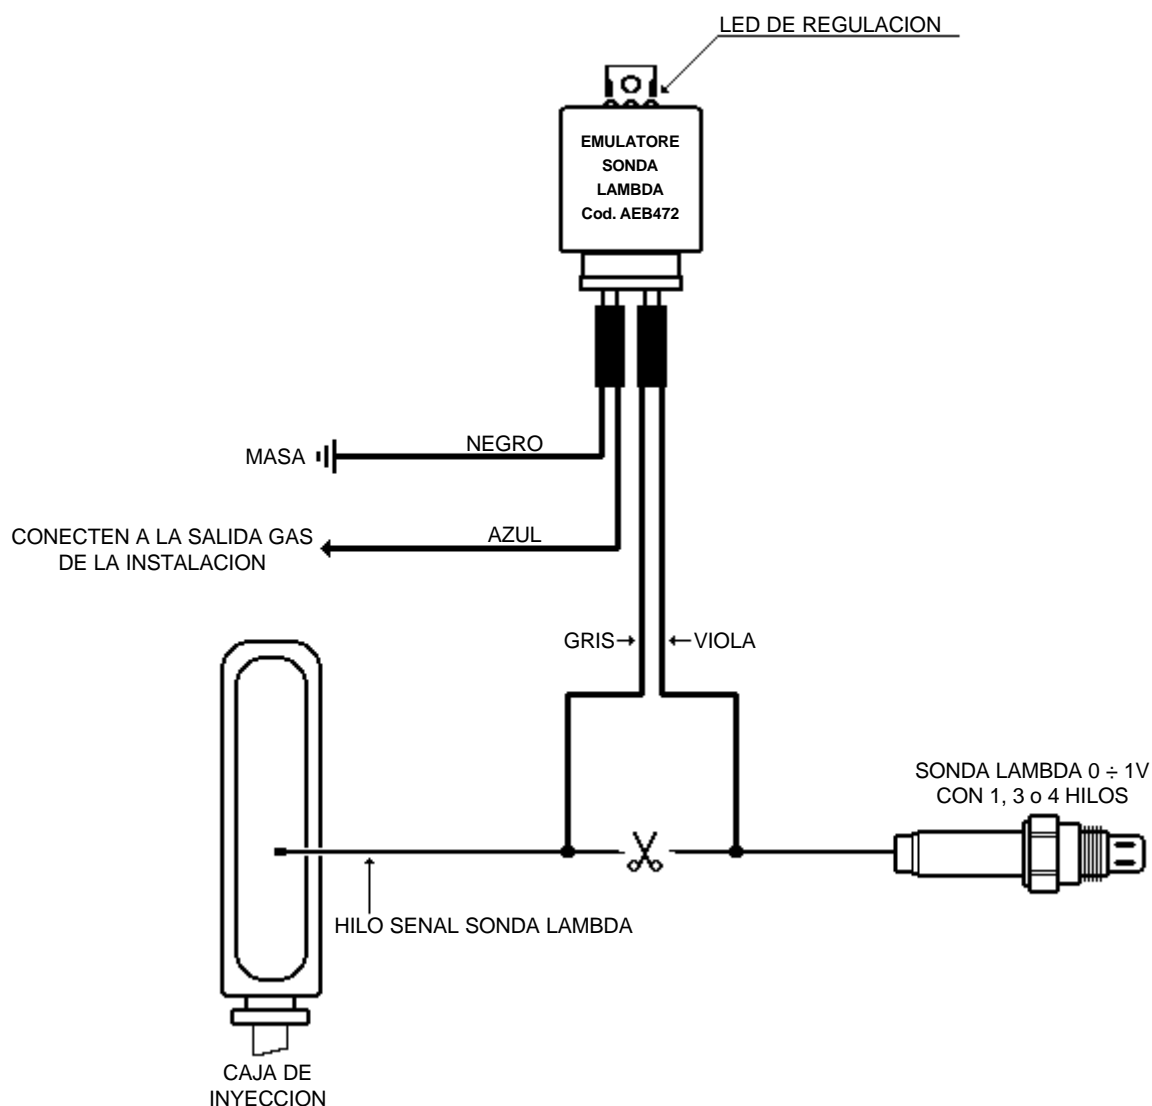 LED DE REGULACION
EMULATORE
SONDA
LAMBDA
Cod. AEB472
NEGRO
MASA
CONECTEN A LA SALIDA GAS
DE LA INSTALACION
AZUL
GRIS
VIOLA
SONDA LAMBDA 0 ÷ 1V
CON 1, 3 o 4 HILOS
HILO SENAL SONDA LAMBDA
CAJA DE
INYECCION